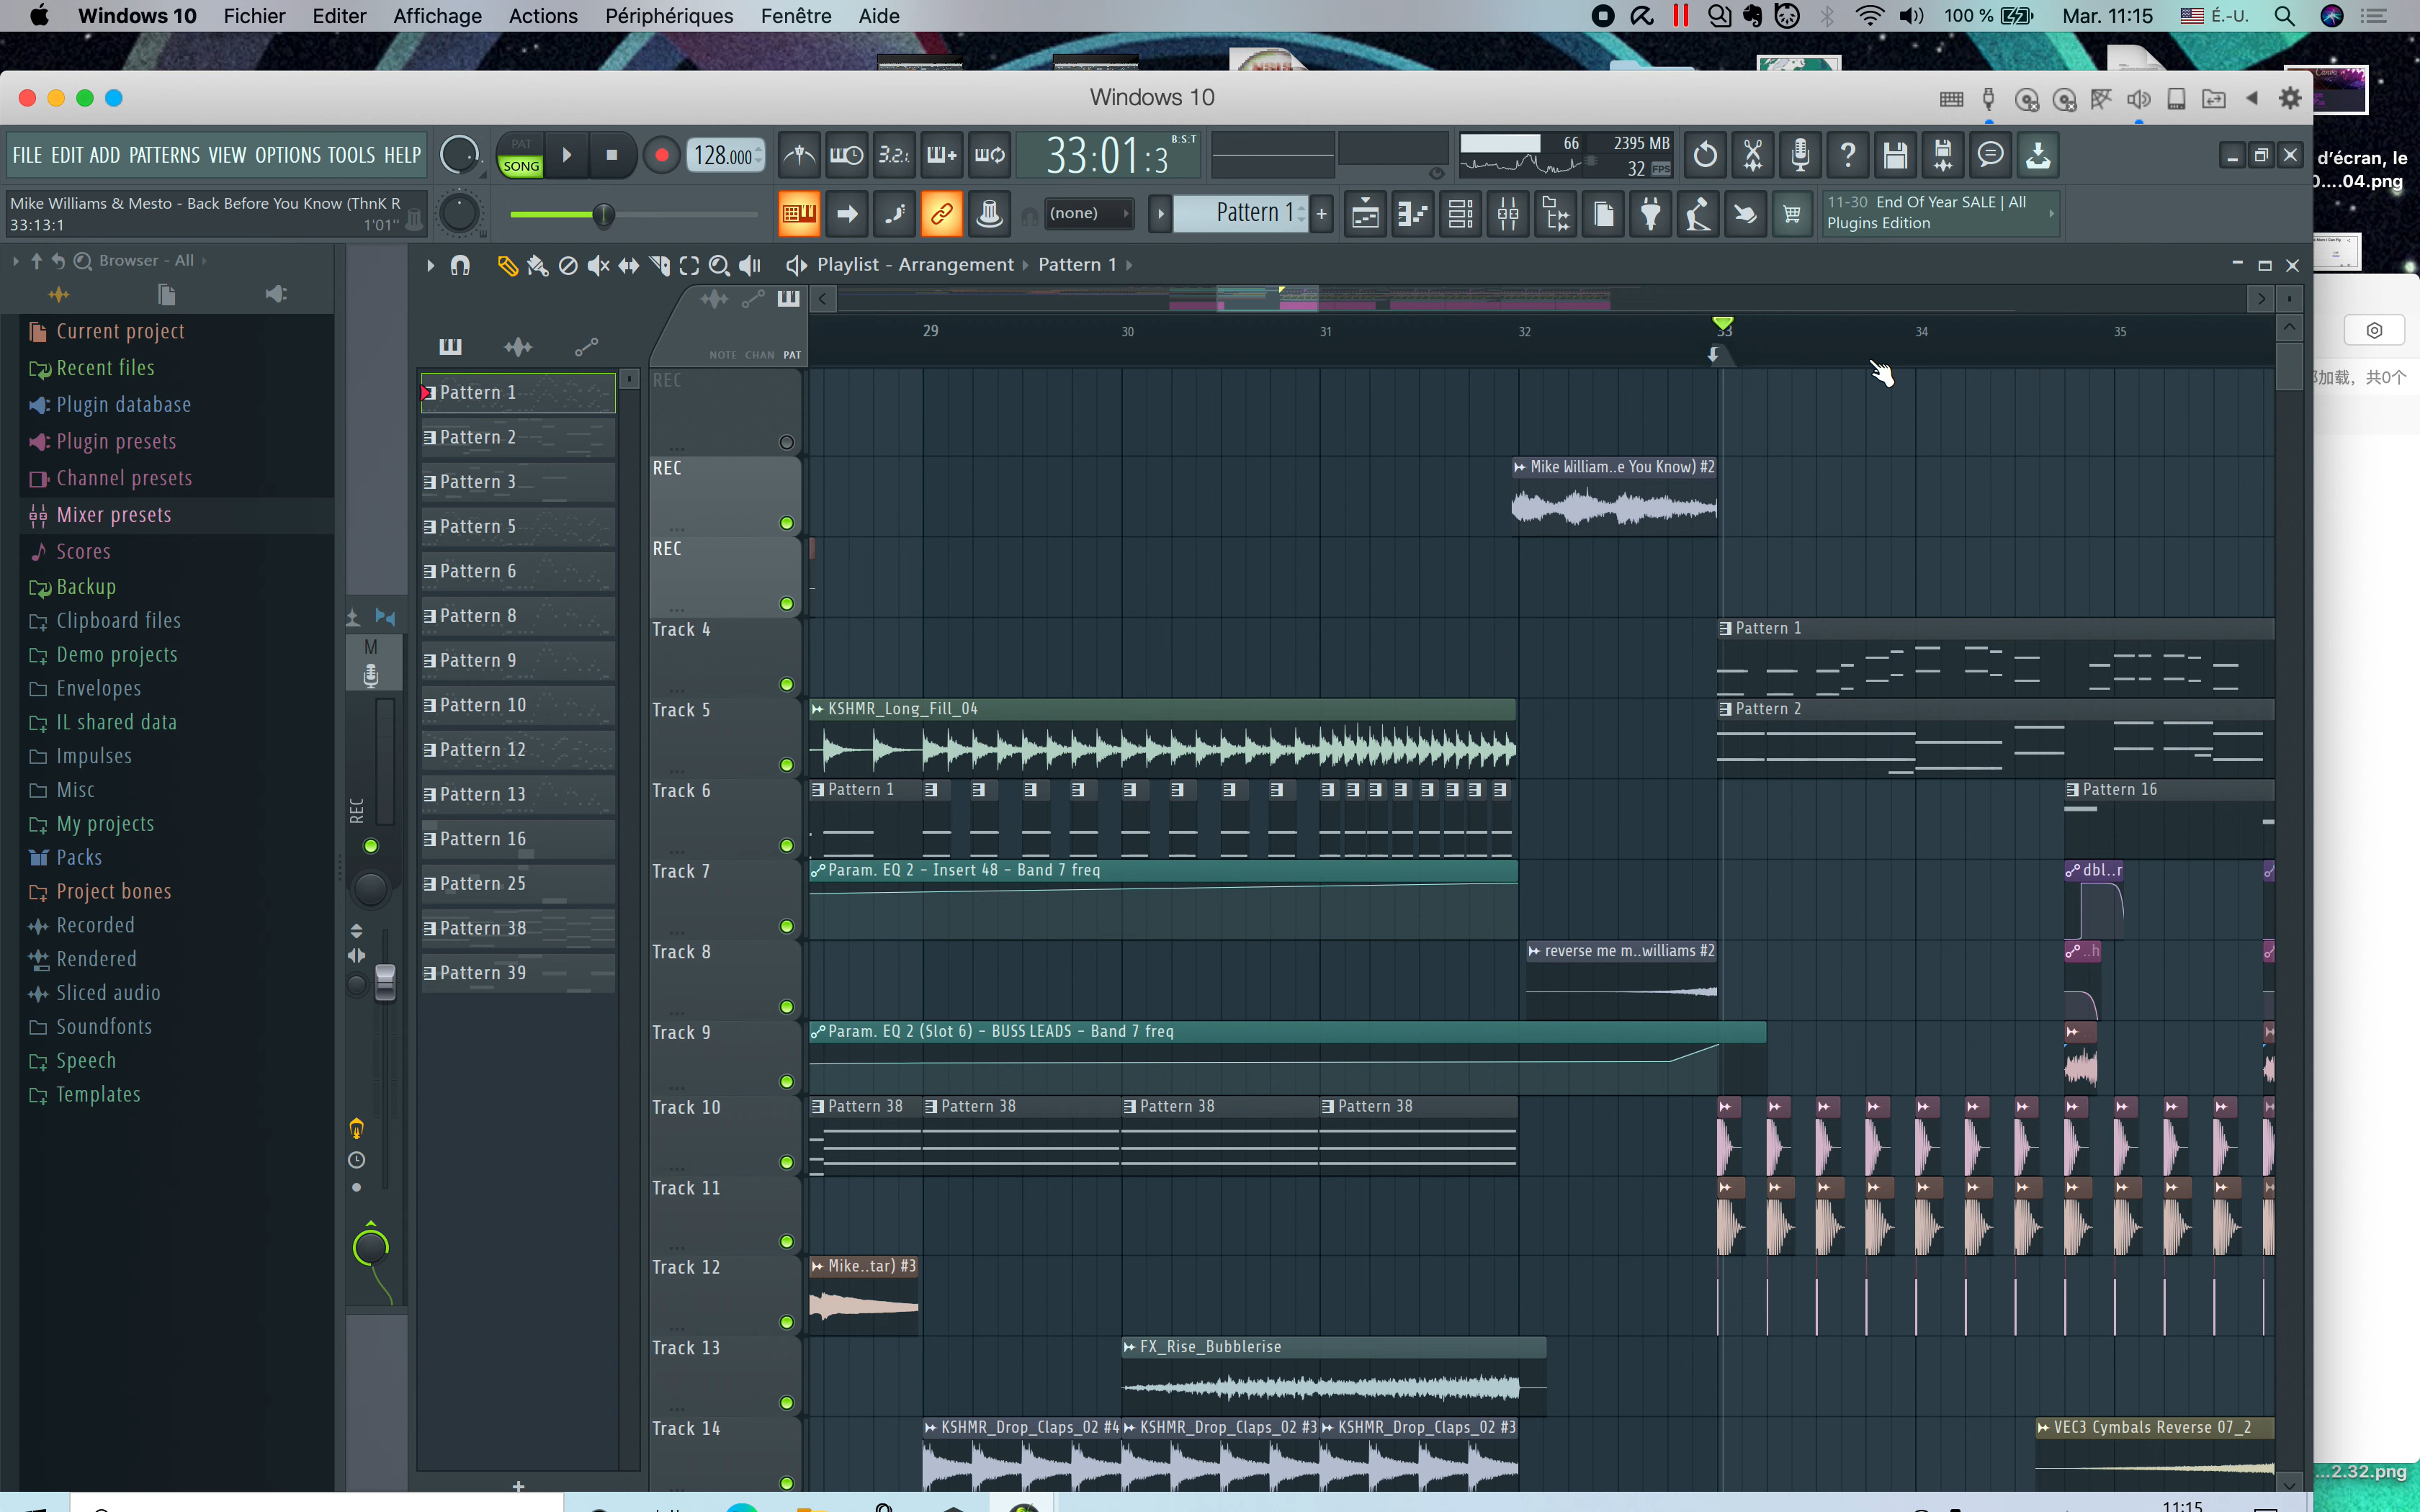 Windows 10 Fichier Editer Affichage Actions Périphériques Fenêtre Aide 100 % Mar. 11:15 É.-U.
Windows 10
FILE EDIT ADD PATTERNS VIEW OPTIONS TOOLS HELP
PAT
SONG
128.000
3.2.
33:01:3
B:S:T
66
2395 MB
32 FPS
d'écran, le
0....04.png
Mike Williams & Mesto - Back Before You Know (ThnK R
33:13:1 1'01"
(none)
Pattern 1
11-30 End Of Year SALE | All
Plugins Edition
Browser - All
Playlist - Arrangement Pattern 1
Current project
Recent files
Plugin database
Plugin presets
Channel presets
Mixer presets
Scores
Backup
Clipboard files
Demo projects
Envelopes
IL shared data
Impulses
Misc
My projects
Packs
Project bones
Recorded
Rendered
Sliced audio
Soundfonts
Speech
Templates
M
REC
Pattern 1
Pattern 2
Pattern 3
Pattern 5
Pattern 6
Pattern 8
Pattern 9
Pattern 10
Pattern 12
Pattern 13
Pattern 16
Pattern 25
Pattern 38
Pattern 39
NOTE CHAN PAT
29 30 31 32 33 34 35
REC
REC
Mike William..e You Know) #2
REC
Track 4
Pattern 1
Track 5
KSHMR_Long_Fill_04
Pattern 2
Track 6
Pattern 1
Pattern 16
Track 7
Param. EQ 2 - Insert 48 - Band 7 freq
dbl..r
Track 8
reverse me m..williams #2
..h
Track 9
Param. EQ 2 (Slot 6) - BUSS LEADS - Band 7 freq
Track 10
Pattern 38 Pattern 38 Pattern 38 Pattern 38
Track 11
Track 12
Mike..tar) #3
Track 13
FX_Rise_Bubblerise
Track 14
KSHMR_Drop_Claps_02 #4 KSHMR_Drop_Claps_02 #3 KSHMR_Drop_Claps_02 #3
VEC3 Cymbals Reverse 07_2
加载，共0个
...2.32.png
11:15